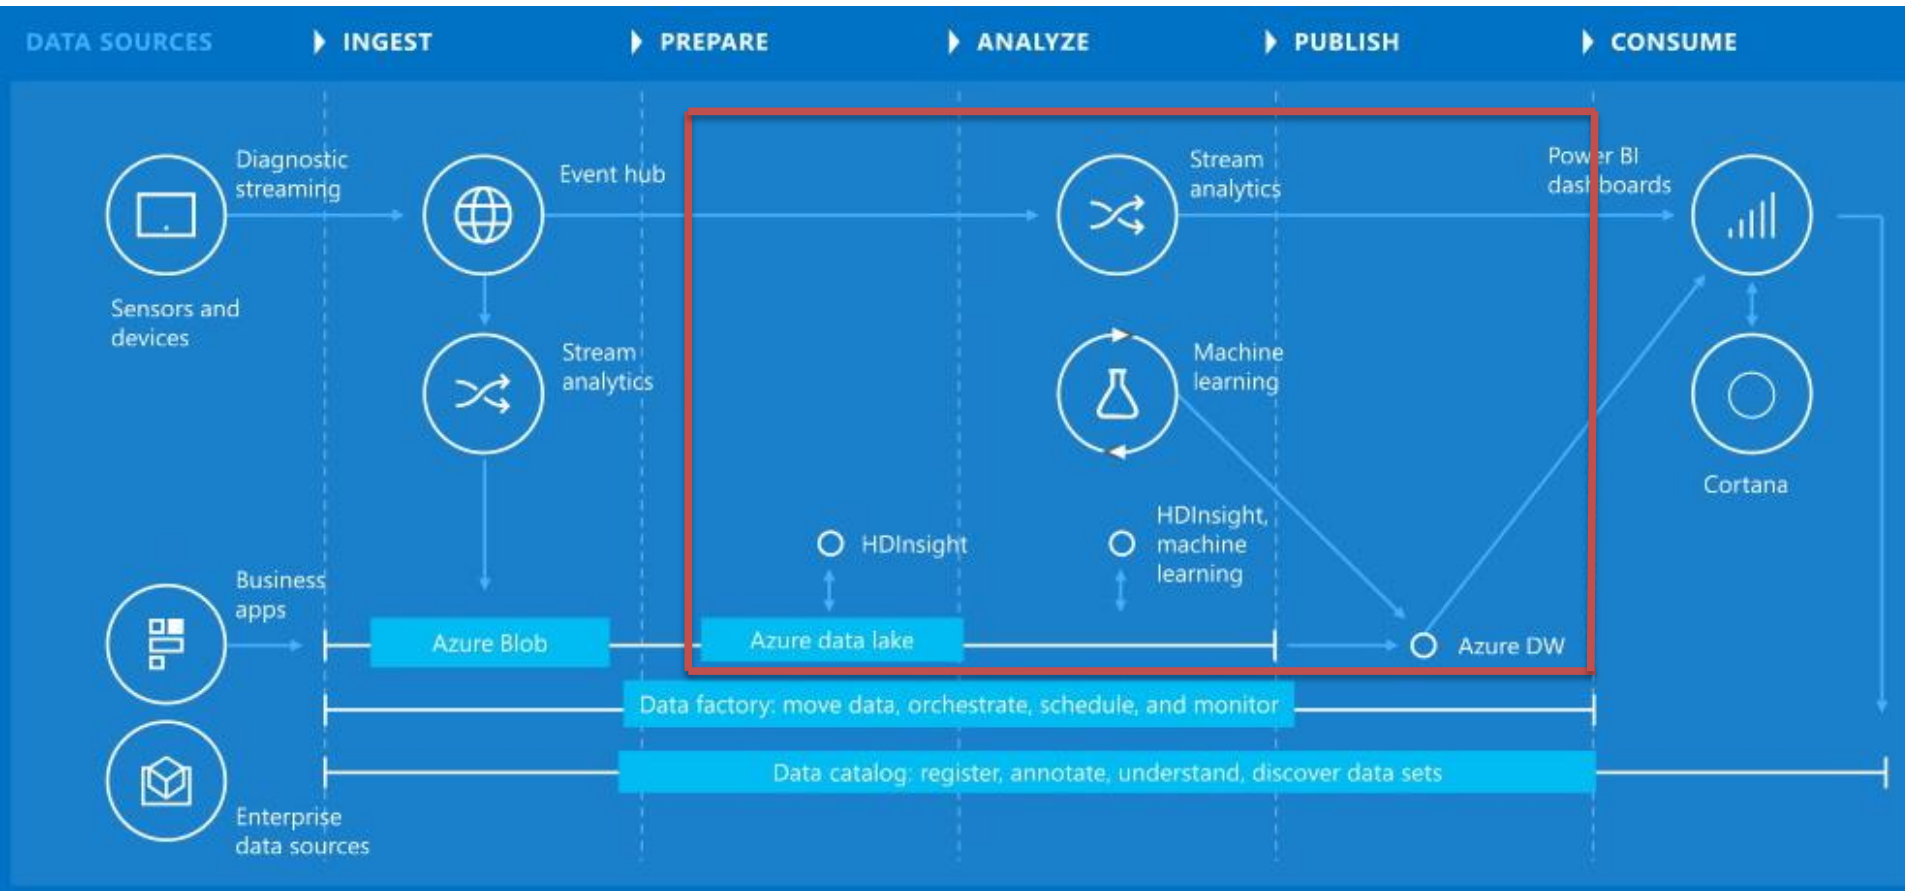 DATA SOURCES
INGEST
PREPARE
ANALYZE
PUBLISH
CONSUME
Diagnostic
streaming
Event hub
Stream
analytics
Power BI
dashboards
Sensors and
devices
Stream
analytics
Machine
learning
Cortana
HDInsight
HDInsight,
machine
learning
Business
apps
Azure Blob
Azure data lake
Azure DW
Data factory: move data, orchestrate, schedule, and monitor
Data catalog: register, annotate, understand, discover data sets
Enterprise
data sources